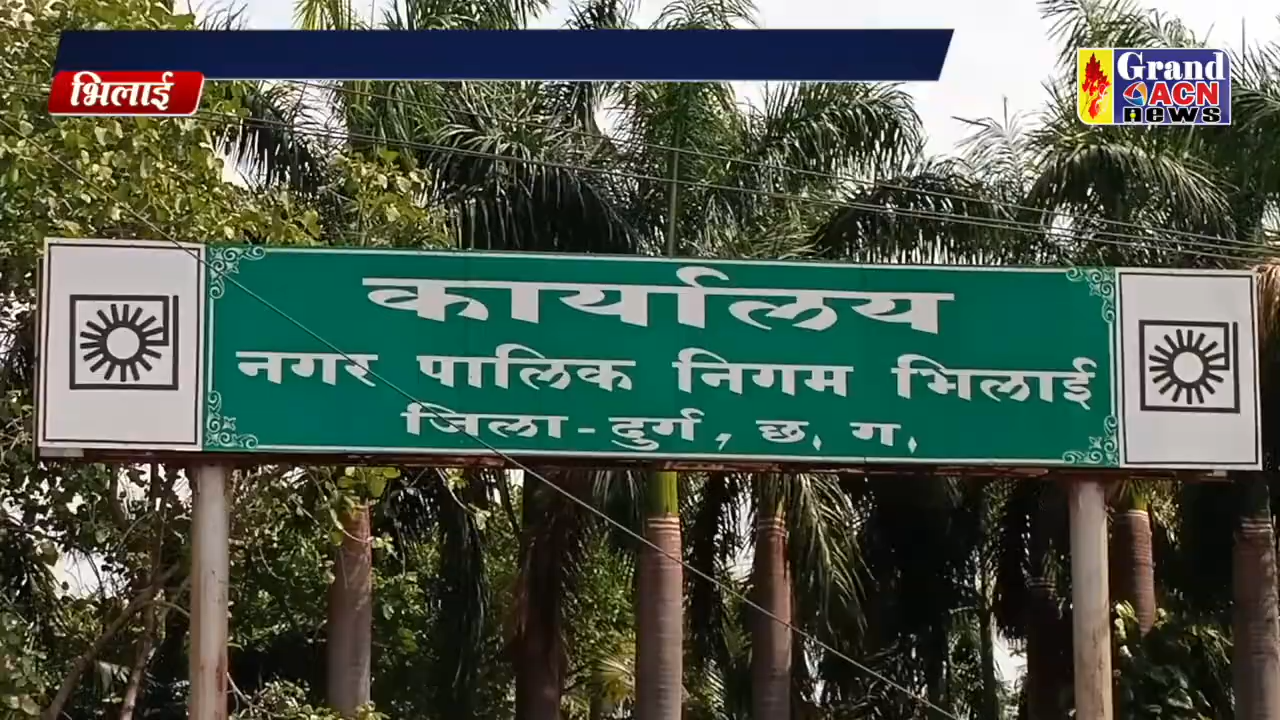 भिलाई
Grand
ACN
news
कार्यालय
नगर पालिक निगम भिलाई
जिला - दुर्ग, छ. ग.